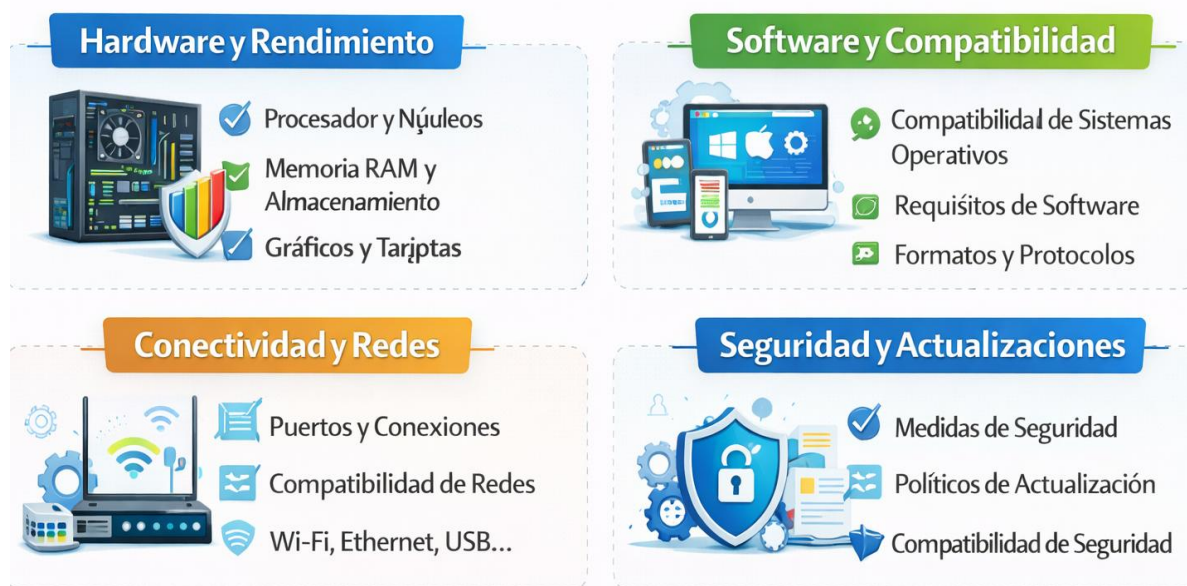 Hardware y Rendimiento
Procesador y Núuleos
Memoria RAM y
Almacenamiento
Gráficos y Tarjptas
Software y Compatibilidad
Compatibilidad de Sistemas
Operativos
Requisitos de Software
Formatos y Protocolos
Conectividad y Redes
Puertos y Conexiones
Compatibilidad de Redes
Wi-Fi, Ethernet, USB...
Seguridad y Actualizaciones
Medidas de Seguridad
Políticos de Actualización
Compatibilidad de Seguridad